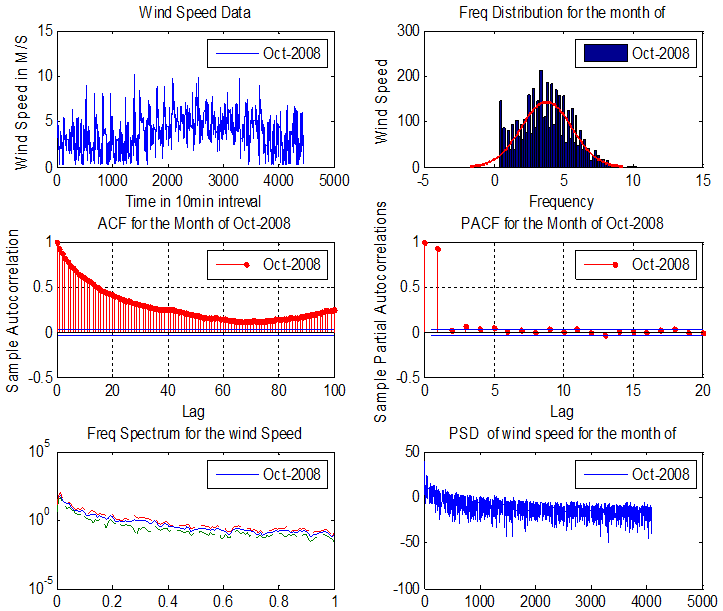 Wind Speed Data
Wind Speed in M/S
15
10
5
0
Oct-2008
0 1000 2000 3000 4000 5000
Time in 10min intreval
Freq Distribution for the month of
Wind Speed
300
200
100
0
Oct-2008
-5 0 5 10 15
Frequency
ACF for the Month of Oct-2008
Sample Autocorrelation
1
0.5
0
-0.5
Oct-2008
0 20 40 60 80 100
Lag
PACF for the Month of Oct-2008
Sample Partial Autocorrelations
1
0.5
0
-0.5
Oct-2008
0 5 10 15 20
Lag
Freq Spectrum for the wind Speed
10^5
10^0
10^-5
Oct-2008
0 0.2 0.4 0.6 0.8 1
PSD of wind speed for the month of
50
0
-50
-100
Oct-2008
0 1000 2000 3000 4000 5000